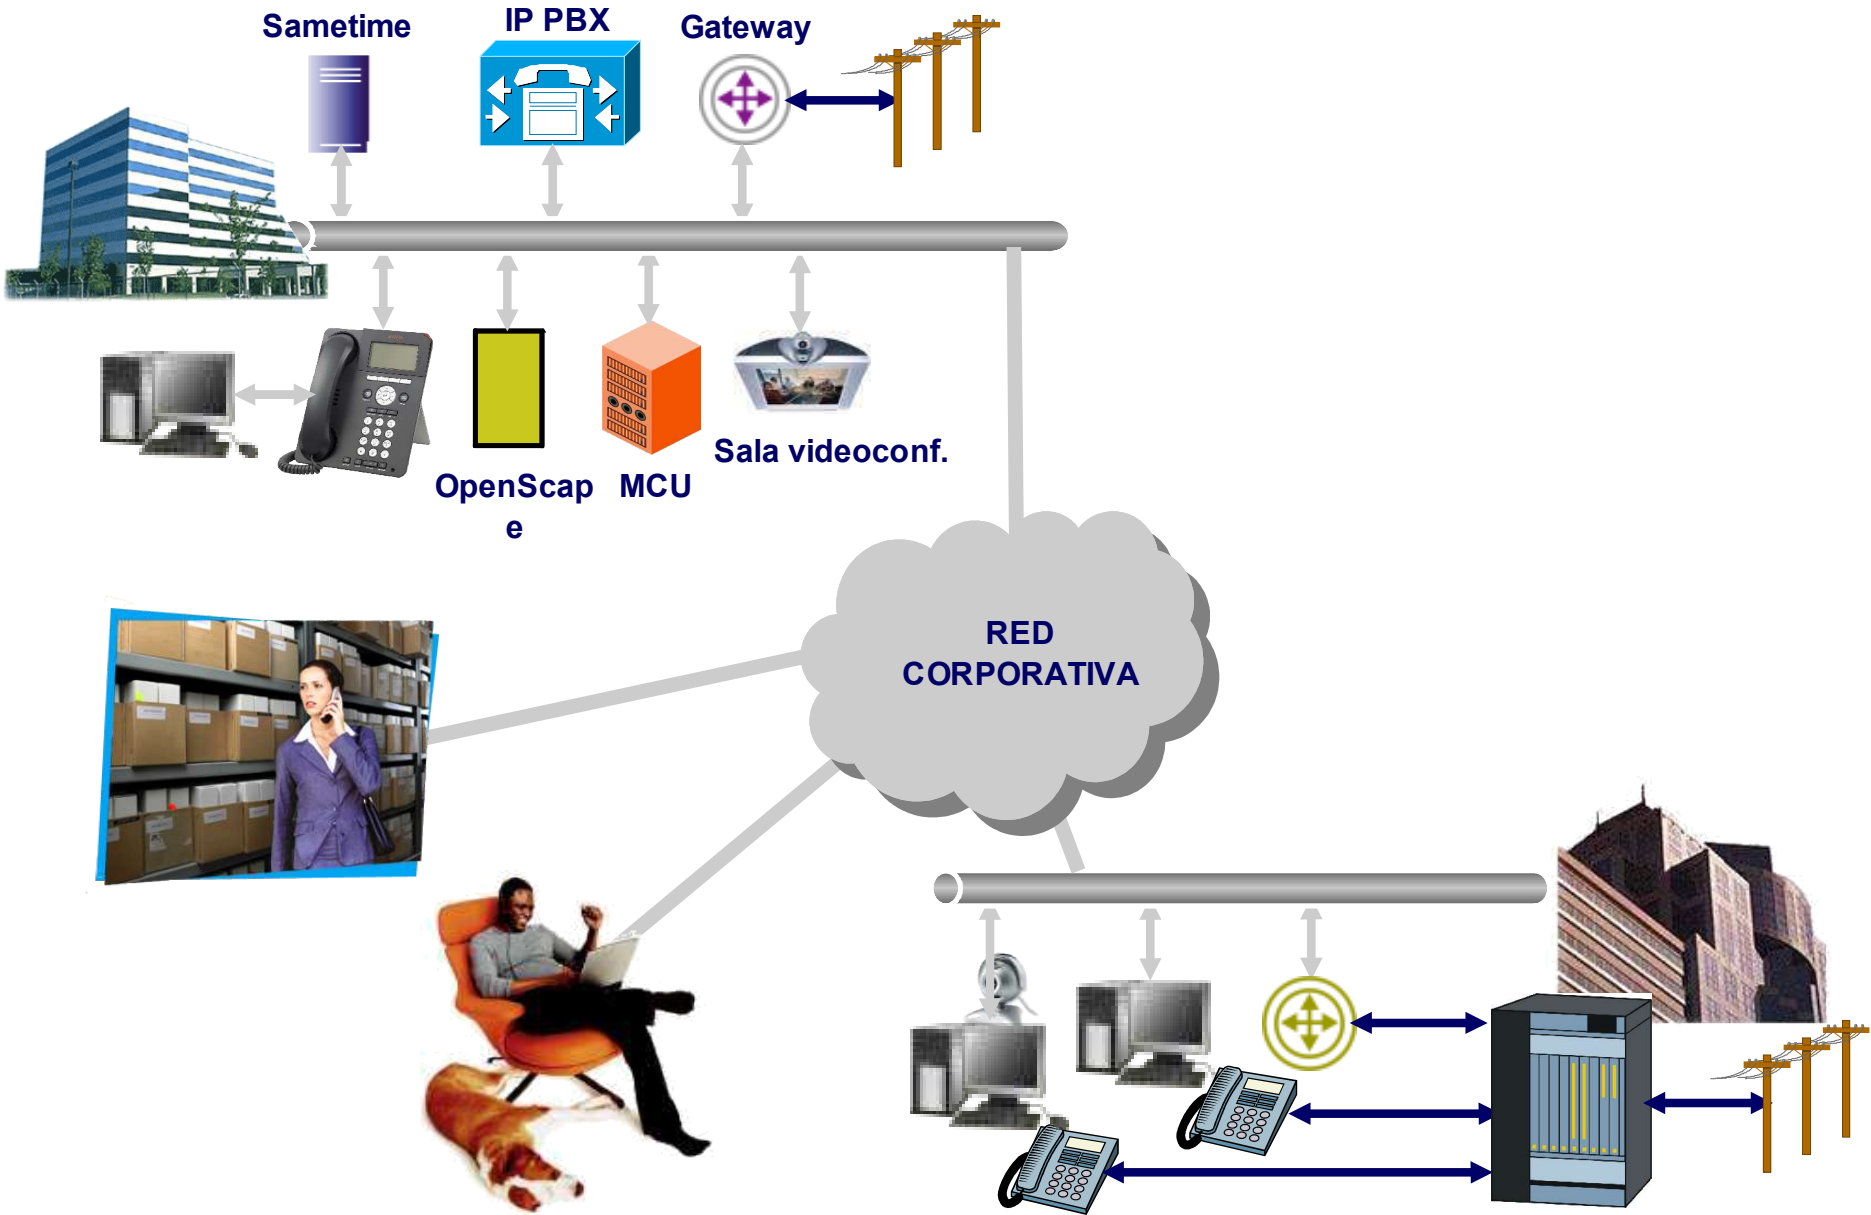 Sametime
IP PBX
Gateway
OpenScap
e
MCU
Sala videoconf.
RED
CORPORATIVA